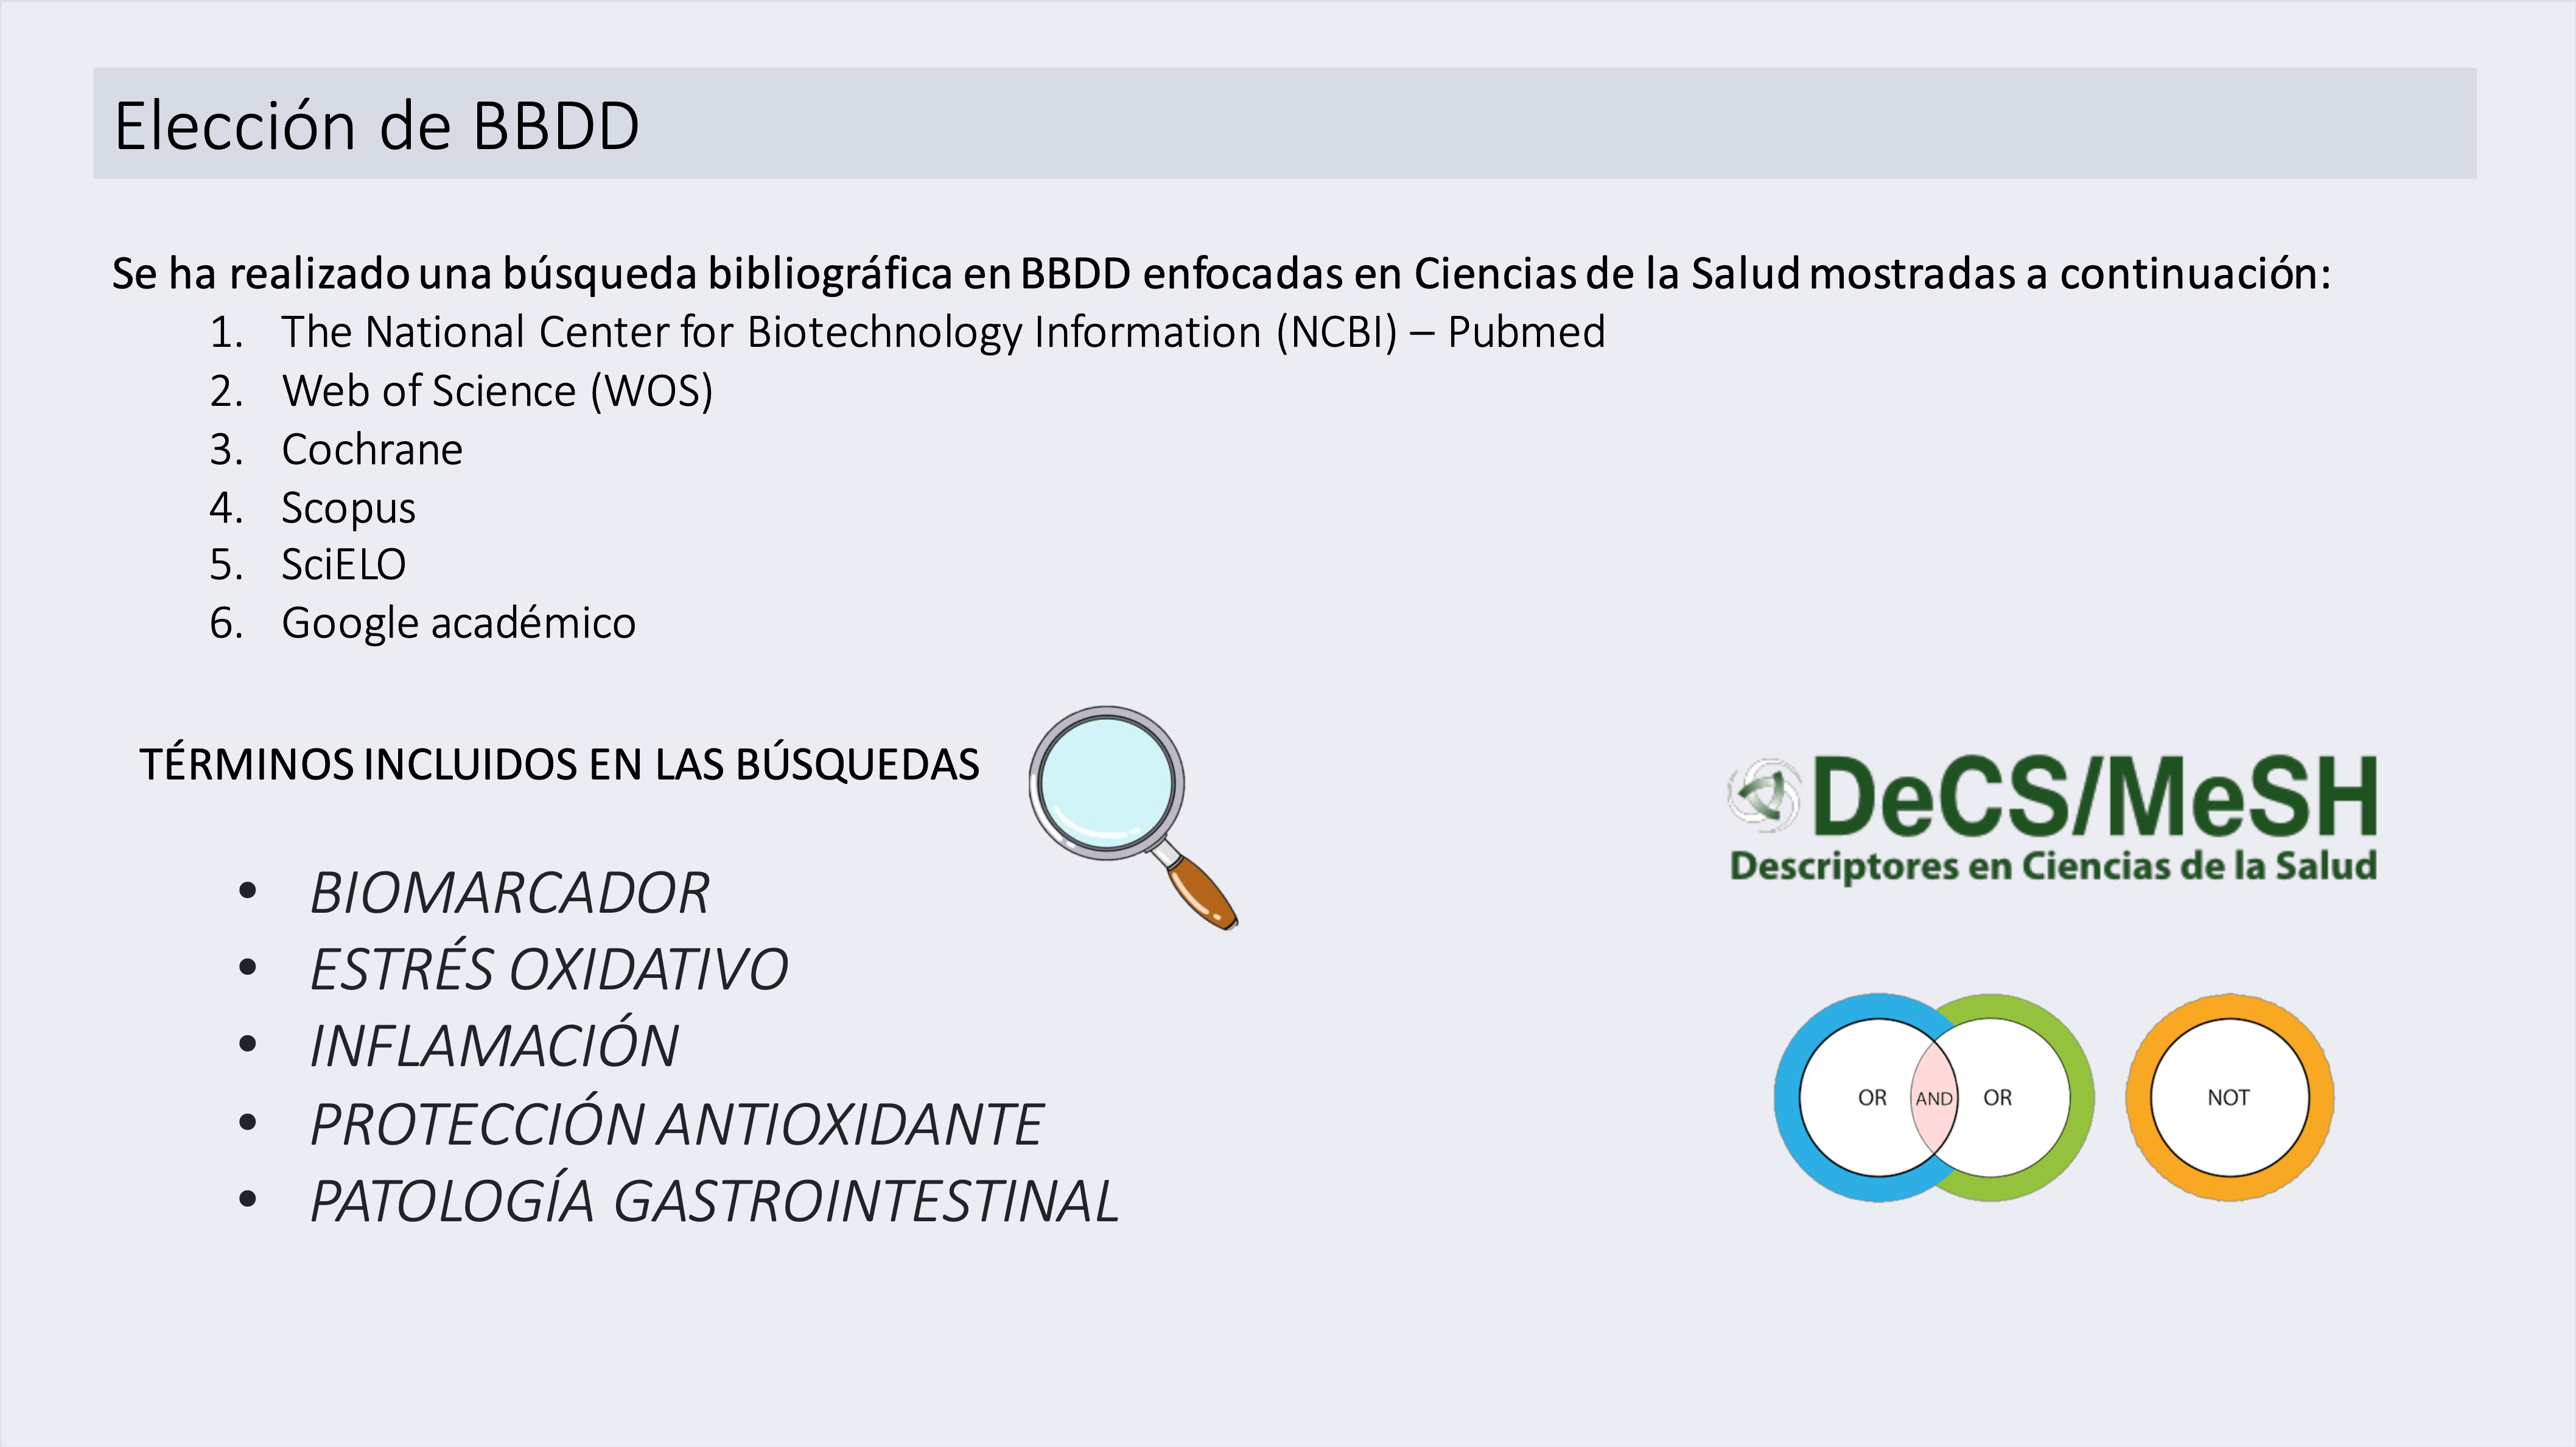 Elección de BBDD
Se ha realizado una búsqueda bibliográfica en BBDD enfocadas en Ciencias de la Salud mostradas a continuación:
1. The National Center for Biotechnology Information (NCBI) – Pubmed
2. Web of Science (WOS)
3. Cochrane
4. Scopus
5. SciELO
6. Google académico
TÉRMINOS INCLUIDOS EN LAS BÚSQUEDAS
• BIOMARCADOR
• ESTRÉS OXIDATIVO
• INFLAMACIÓN
• PROTECCIÓN ANTIOXIDANTE
• PATOLOGÍA GASTROINTESTINAL
DeCS/MeSH
Descriptores en Ciencias de la Salud
OR AND OR NOT